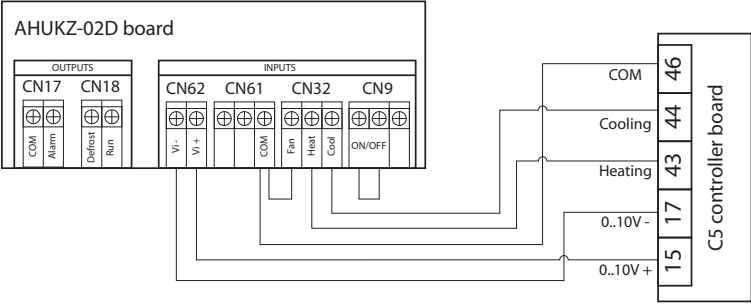 AHUKZ-02D board
OUTPUTS
INPUTS
CN17 CN18 CN62 CN61 CN32 CN9
COM Alarm Defrost Run Vi - Vi + COM Fan Heat Cool ON/OFF
COM 46
Cooling 44
Heating 43
0..10V - 17
0..10V + 15
C5 controller board